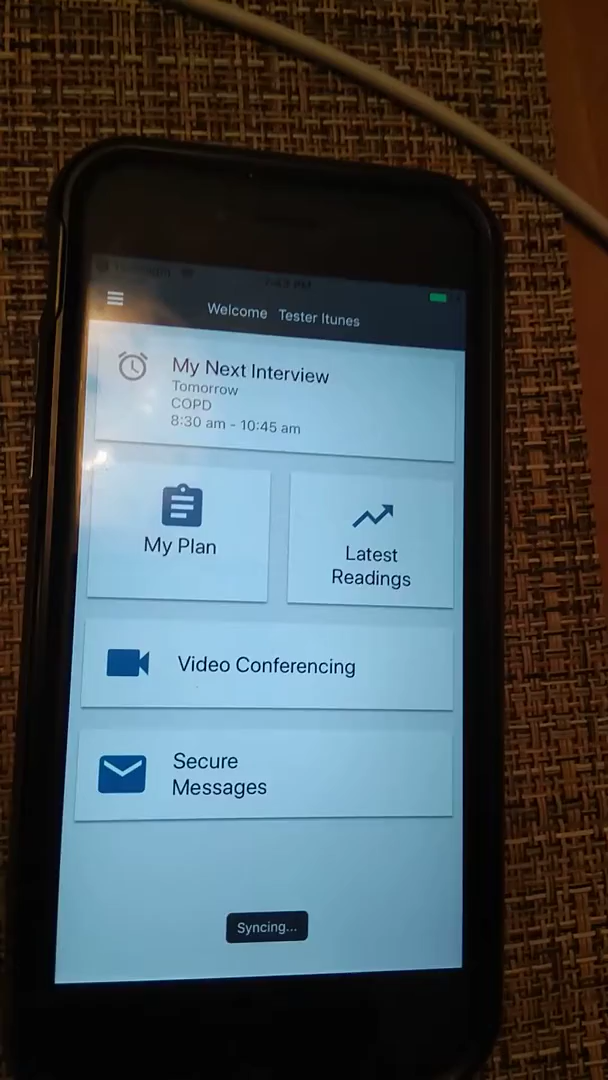 Welcome Tester Itunes
My Next Interview
Tomorrow
COPD
8:30 am - 10:45 am
My Plan
Latest
Readings
Video Conferencing
Secure
Messages
Syncing...